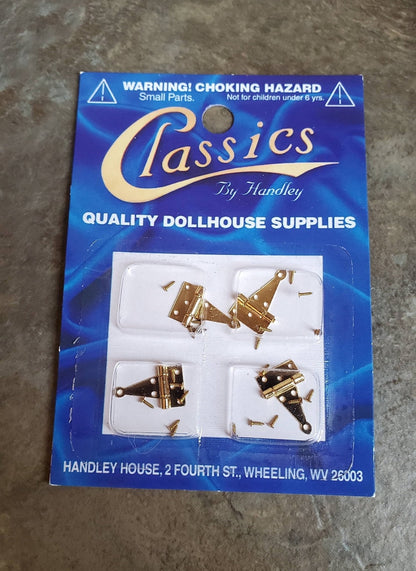 WARNING! CHOKING HAZARD
Small Parts. Not for children under 6 yrs.
Classics
By Handley
QUALITY DOLLHOUSE SUPPLIES
HANDLEY HOUSE, 2 FOURTH ST., WHEELING, WV 26003